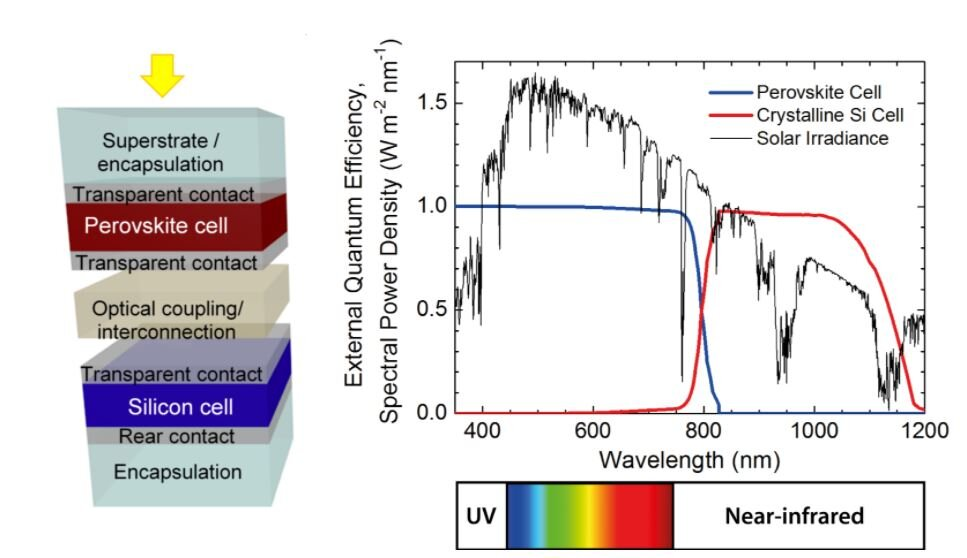 Superstrate /
encapsulation
Transparent contact
Perovskite cell
Transparent contact
Optical coupling/
interconnection
Transparent contact
Silicon cell
Rear contact
Encapsulation
External Quantum Efficiency,
Spectral Power Density (W m⁻² nm⁻¹)
1.5
1.0
0.5
0.0
Perovskite Cell
Crystalline Si Cell
Solar Irradiance
400 600 800 1000 1200
Wavelength (nm)
UV
Near-infrared